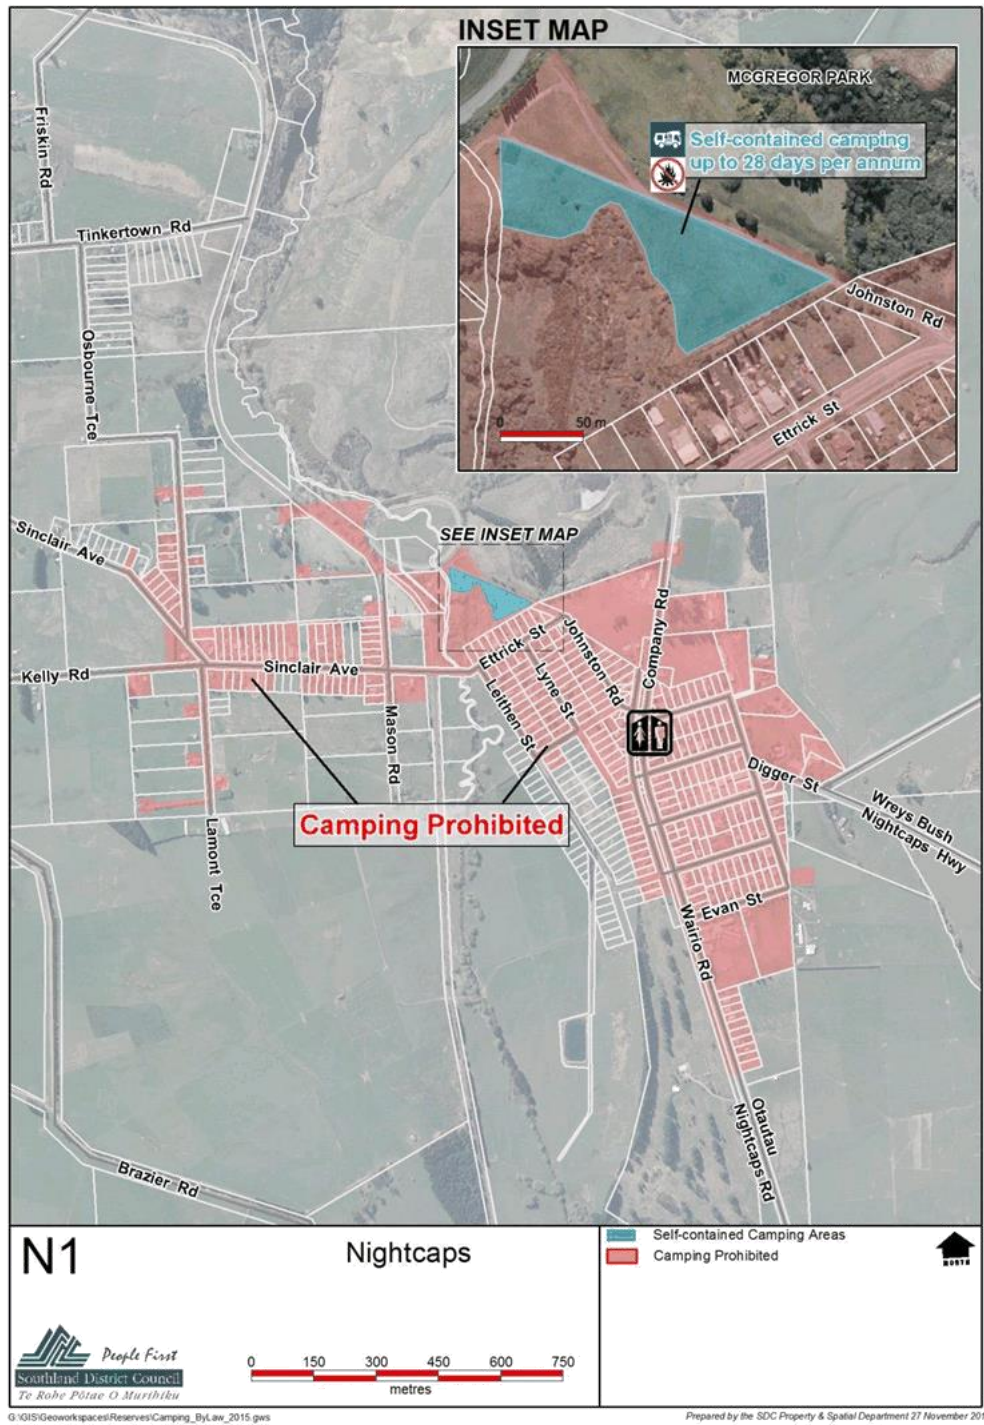 INSET MAP
MCGREGOR PARK
Self-contained camping
up to 28 days per annum
Johnston Rd
Ettrick St
0 50 m
Friskin Rd
Tinkertown Rd
Osbourne Tce
SEE INSET MAP
Sinclair Ave
Kelly Rd
Sinclair Ave
Ettrick St
Johnston Rd
Company Rd
Lyne St
Leithen St
Mason Rd
Digger St
Wreys Bush
Nightcaps Hwy
Camping Prohibited
Lamont Tce
Evan St
Wairio Rd
Otautau
Nightcaps Rd
Brazier Rd
N1
Nightcaps
Self-contained Camping Areas
Camping Prohibited
NORTH
People First
Southland District Council
Te Rohe Pōtae O Murihiku
0 150 300 450 600 750
metres
G:\GIS\Geoworkspaces\Reserves\Camping_ByLaw_2015.gws
Prepared by the SDC Property & Spatial Department 27 November 201